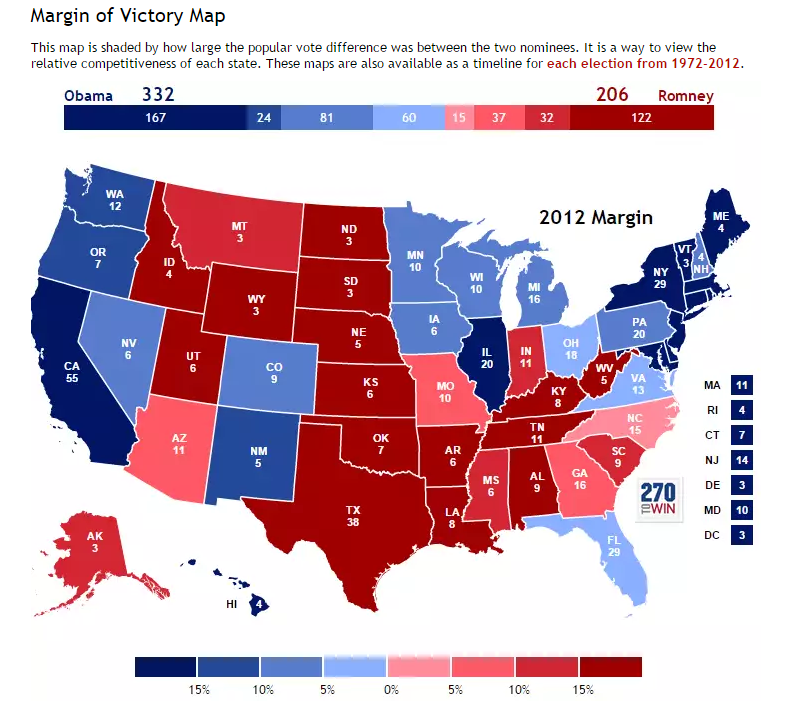 Margin of Victory Map
This map is shaded by how large the popular vote difference was between the two nominees. It is a way to view the
relative competitiveness of each state. These maps are also available as a timeline for each election from 1972-2012.
Obama 332 206 Romney
167 24 81 60 15 37 32 122
2012 Margin
WA
12
OR
7
CA
55
NV
6
ID
4
MT
3
WY
3
UT
6
CO
9
AZ
11
NM
5
ND
3
SD
3
NE
5
KS
6
OK
7
TX
38
MN
10
IA
6
MO
10
AR
6
LA
8
WI
10
IL
20
MI
16
IN
11
OH
18
KY
8
TN
11
MS
6
AL
9
GA
16
FL
29
SC
9
NC
15
VA
13
WV
5
PA
20
NY
29
VT
3
4
NH
ME
4
AK
3
HI 4
MA 11
RI 4
CT 7
NJ 14
DE 3
MD 10
DC 3
270
TO WIN
15% 10% 5% 0% 5% 10% 15%